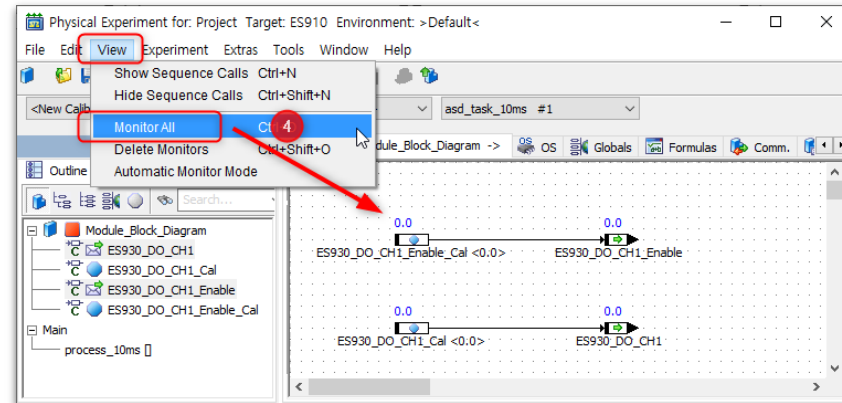 Physical Experiment for: Project Target: ES910 Environment: >Default<
File Edit View Experiment Extras Tools Window Help
Show Sequence Calls Ctrl+N
Hide Sequence Calls Ctrl+Shift+N
<New Calib
asd_task_10ms #1
Monitor All
4
Delete Monitors Ctrl+Shift+O
Automatic Monitor Mode
dule_Block_Diagram -> OS Globals Formulas Comm.
Outline
Search...
Module_Block_Diagram
ES930_DO_CH1
ES930_DO_CH1_Cal
ES930_DO_CH1_Enable
ES930_DO_CH1_Enable_Cal
Main
process_10ms []
0.0 0.0
ES930_DO_CH1_Enable_Cal <0.0> ES930_DO_CH1_Enable
0.0 0.0
ES930_DO_CH1_Cal <0.0> ES930_DO_CH1